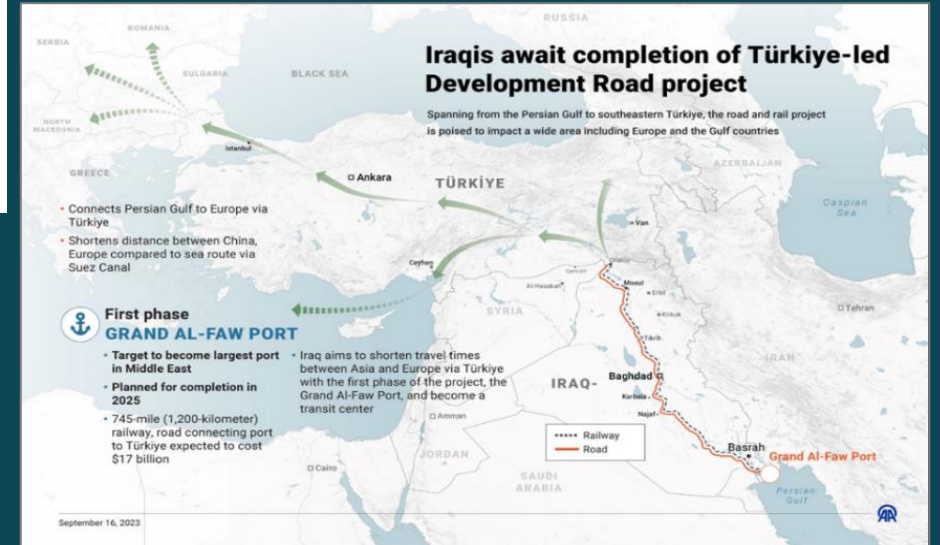 Iraqis await completion of Türkiye-led
Development Road project
Spanning from the Persian Gulf to southeastern Türkiye, the road and rail project
is poised to impact a wide area including Europe and the Gulf countries
RUSSIA
ROMANIA
SERBIA
BULGARIA
BLACK SEA
NORTH
MACEDONIA
Istanbul
GREECE
Ankara
TÜRKİYE
AZERBAIJAN
Caspian
Sea
Van
• Connects Persian Gulf to Europe via
Türkiye
• Shortens distance between China,
Europe compared to sea route via
Suez Canal
Ceyhan
Al-Hasakah
Mosul
Erbil
Kirkuk
SYRIA
Tehran
Tikrit
IRAN
First phase
GRAND AL-FAW PORT
• Target to become largest port
in Middle East
• Planned for completion in
2025
• 745-mile (1,200-kilometer)
railway, road connecting port
to Türkiye expected to cost
$17 billion
• Iraq aims to shorten travel times
between Asia and Europe via Türkiye
with the first phase of the project, the
Grand Al-Faw Port, and become a
transit center
IRAQ-
Baghdad
Karbala
Najaf
Amman
JORDAN
Cairo
SAUDI
ARABIA
Railway
Road
Basrah
Grand Al-Faw Port
Persian
Gulf
September 16, 2023
AA